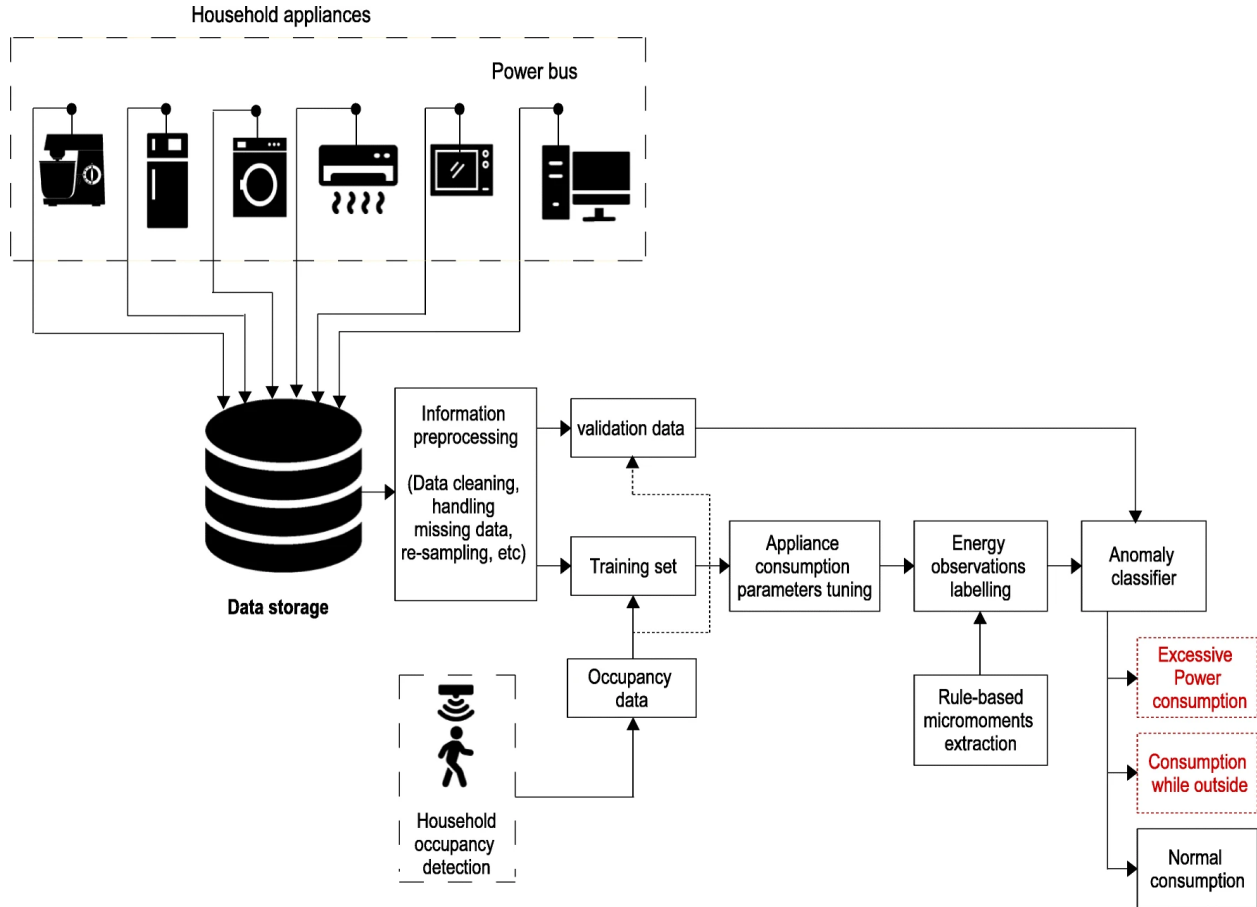 Household appliances
Power bus
Information
preprocessing
(Data cleaning,
handling
missing data,
re-sampling, etc)
Data storage
validation data
Training set
Appliance
consumption
parameters tuning
Energy
observations
labelling
Anomaly
classifier
Occupancy
data
Rule-based
micromoments
extraction
Excessive
Power
consumption
Consumption
while outside
Normal
consumption
Household
occupancy
detection